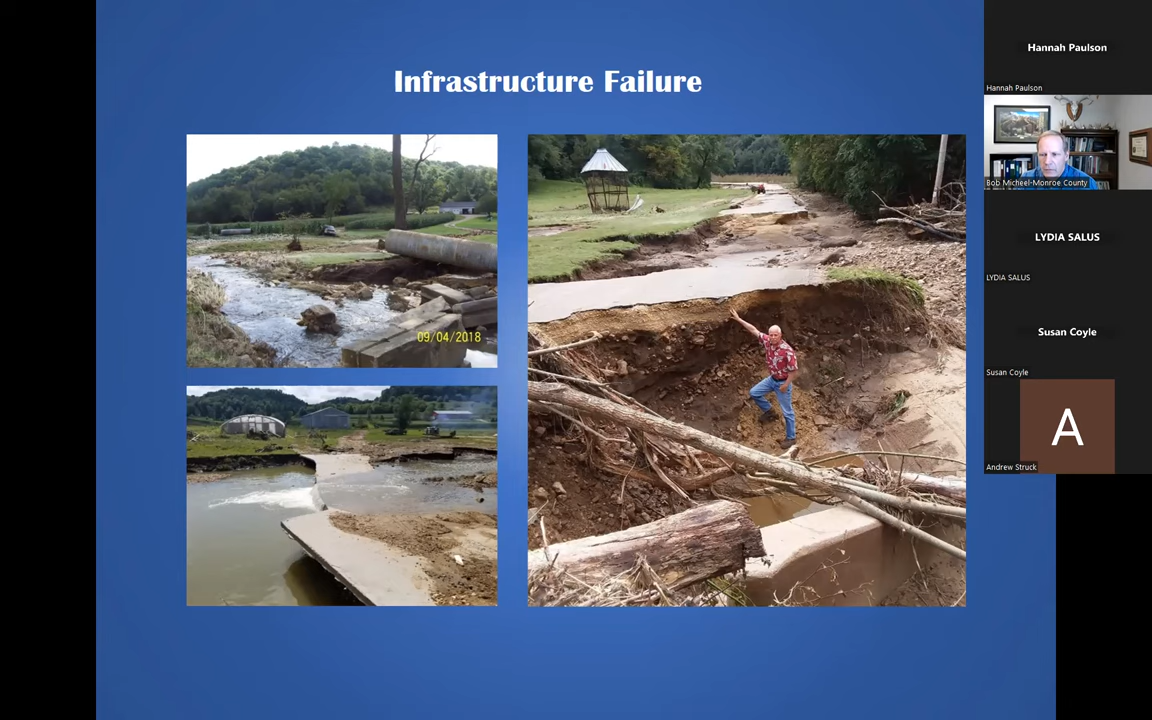 Infrastructure Failure
09/04/2018
Hannah Paulson
Hannah Paulson
Bob Micheel-Monroe County
LYDIA SALUS
LYDIA SALUS
Susan Coyle
Susan Coyle
A
Andrew Struck